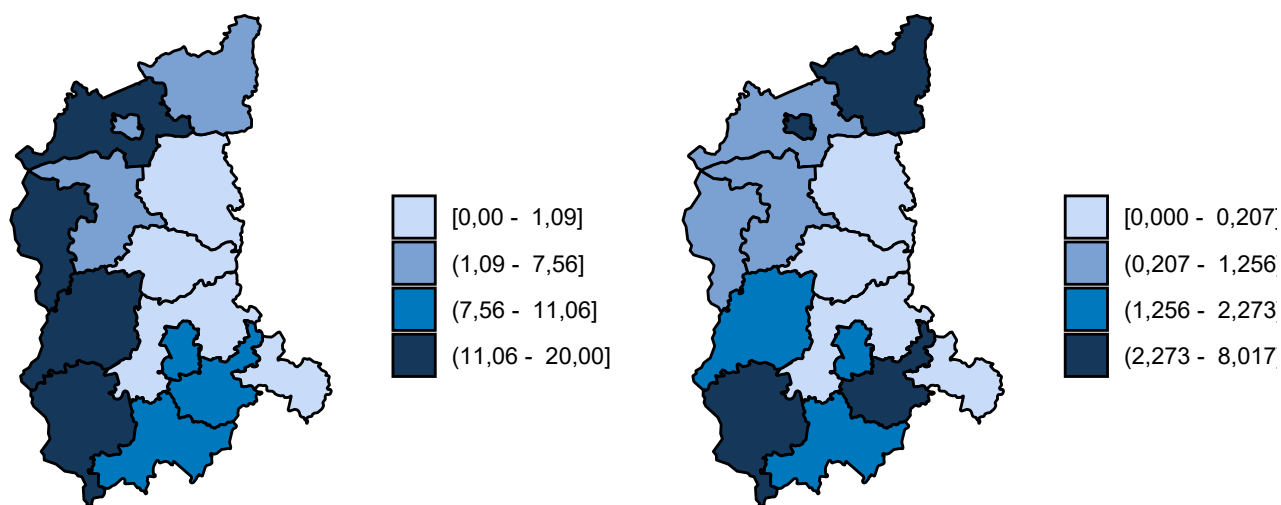 [0,00 - 1,09]
(1,09 - 7,56]
(7,56 - 11,06]
(11,06 - 20,00]
[0,000 - 0,207]
(0,207 - 1,256]
(1,256 - 2,273]
(2,273 - 8,017]